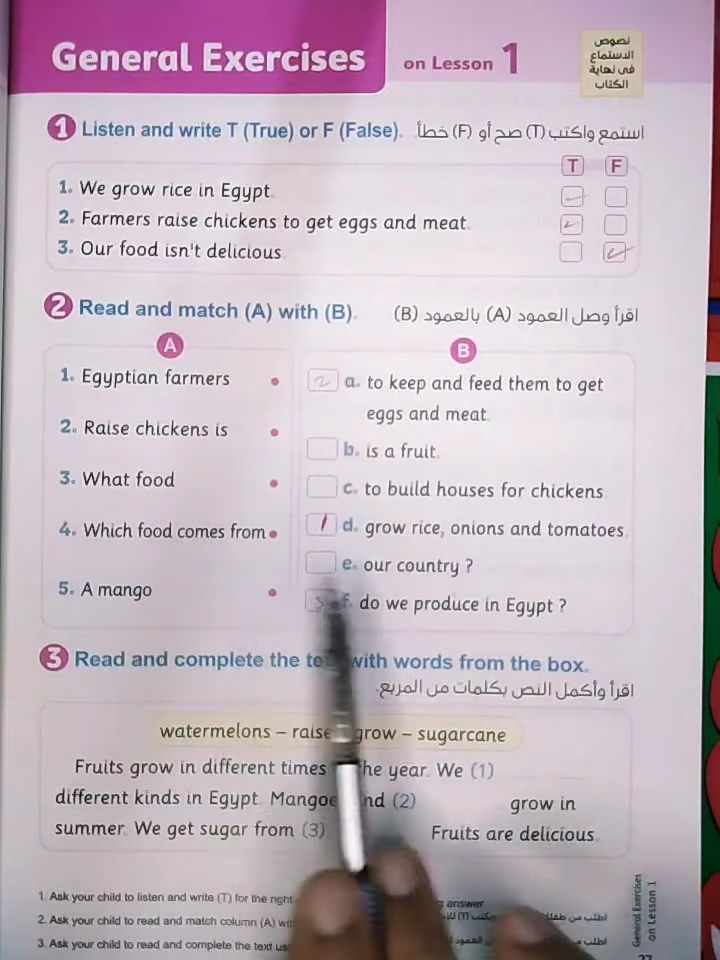 General Exercises on Lesson 1
نصوص
الاستماع
فى نهاية
الكتاب
1 Listen and write T (True) or F (False). استمع واكتب (T) صح أو (F) خطأ.
T F
1. We grow rice in Egypt.
2. Farmers raise chickens to get eggs and meat.
3. Our food isn't delicious.
2 Read and match (A) with (B). اقرأ وصل العمود (A) بالعمود (B)
A
B
1. Egyptian farmers
2 a. to keep and feed them to get
eggs and meat.
2. Raise chickens is
b. is a fruit.
3. What food
c. to build houses for chickens.
4. Which food comes from
1 d. grow rice, onions and tomatoes.
e. our country ?
5. A mango
do we produce in Egypt ?
3 Read and complete the with words from the box.
اقرأ وأكمل النص بكلمات من المربع.
watermelons – raise grow – sugarcane
Fruits grow in different times the year. We (1)
different kinds in Egypt. (2) grow in
summer. We get sugar from (3) Fruits are delicious.
1. Ask your child to listen and write (T) for the right answer
2. Ask your child to read and match column (A)
3. Ask your child to read and complete the text
General Exercises
on Lesson 1